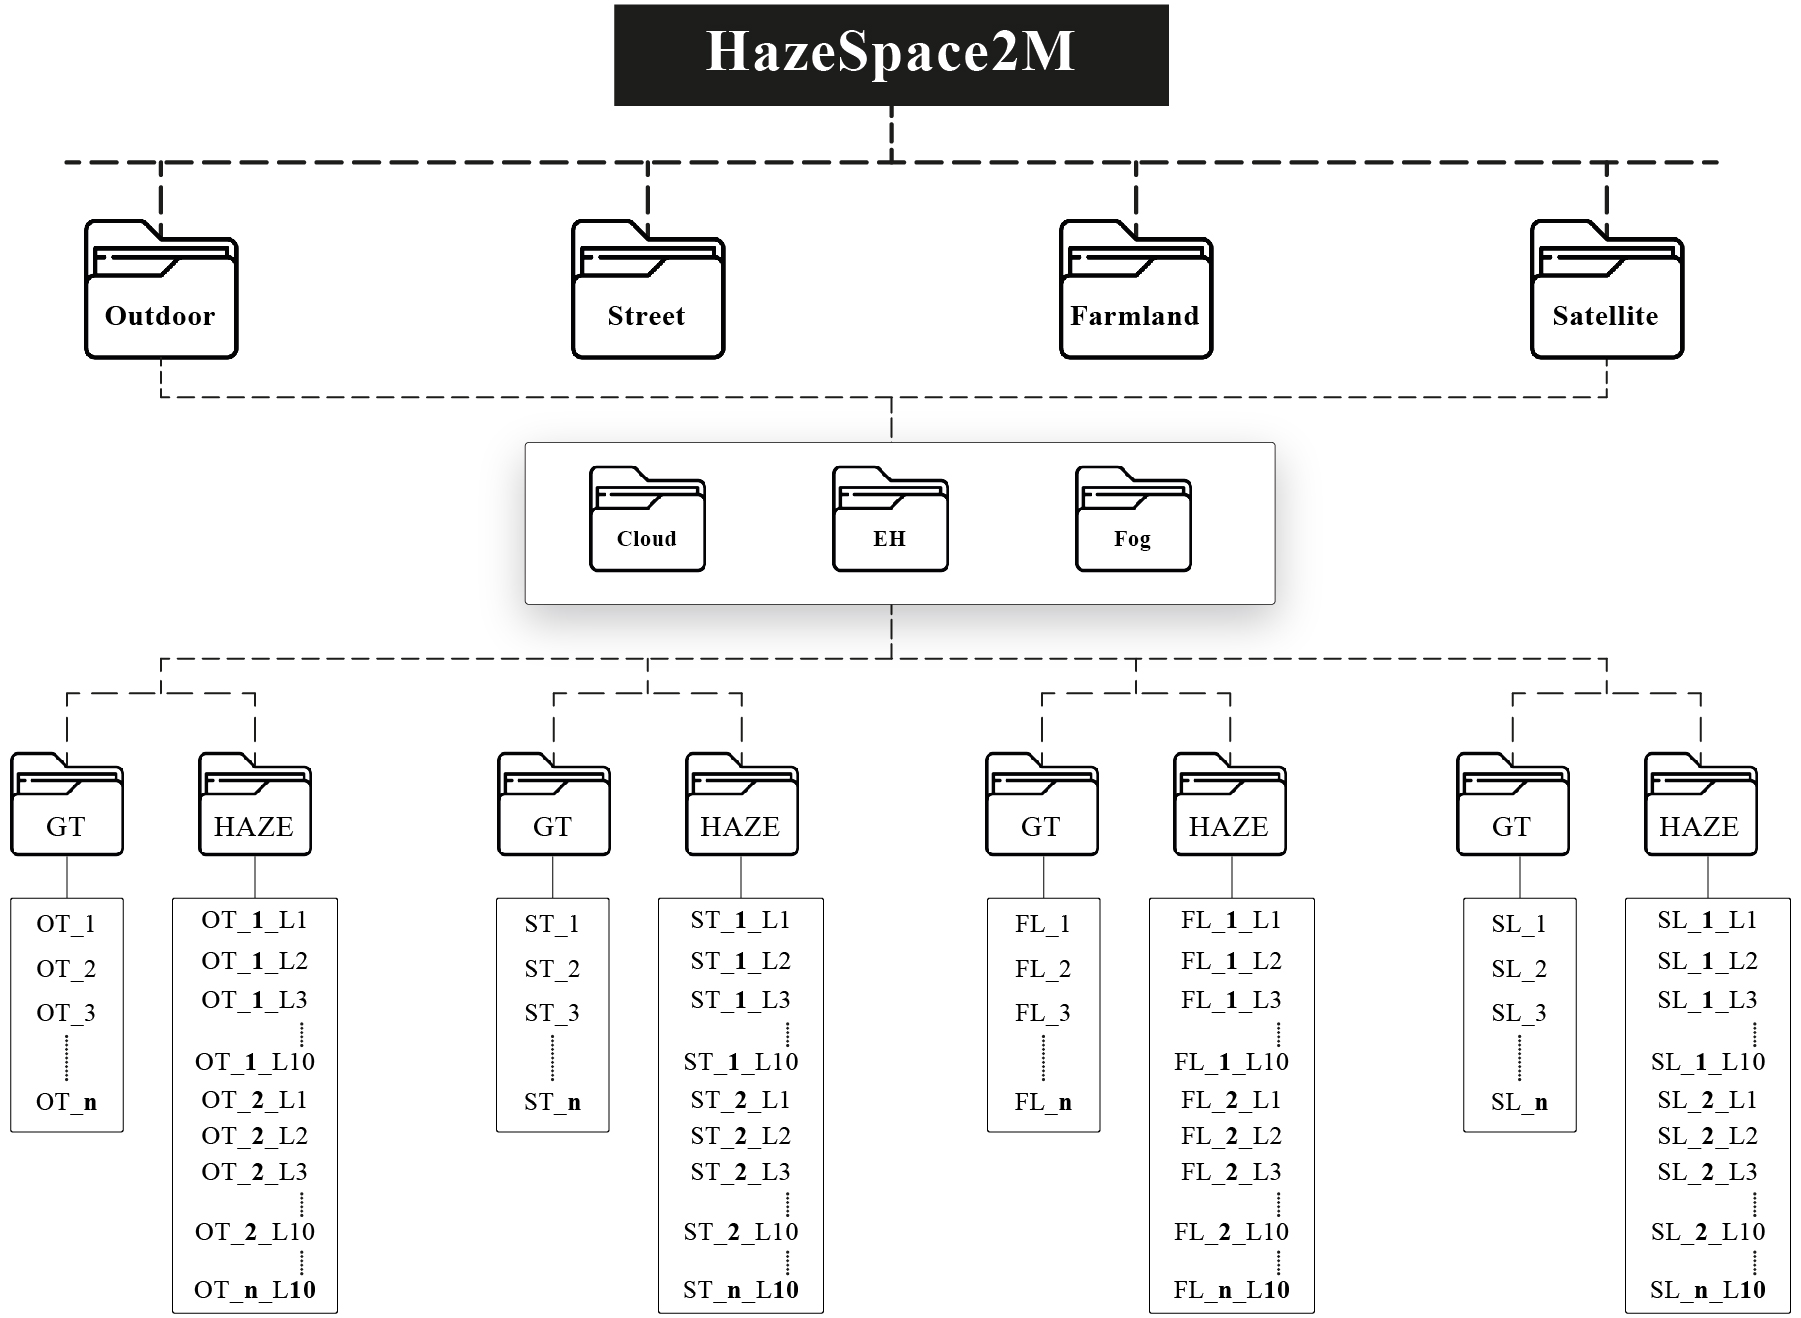 HazeSpace2M
Outdoor
Street
Farmland
Satellite
Cloud
EH
Fog
GT
HAZE
GT
HAZE
GT
HAZE
GT
HAZE
OT_1
OT_2
OT_3
OT_n
OT_1_L1
OT_1_L2
OT_1_L3
OT_1_L10
OT_2_L1
OT_2_L2
OT_2_L3
OT_2_L10
OT_n_L10
ST_1
ST_2
ST_3
ST_n
ST_1_L1
ST_1_L2
ST_1_L3
ST_1_L10
ST_2_L1
ST_2_L2
ST_2_L3
ST_2_L10
ST_n_L10
FL_1
FL_2
FL_3
FL_n
FL_1_L1
FL_1_L2
FL_1_L3
FL_1_L10
FL_2_L1
FL_2_L2
FL_2_L3
FL_2_L10
FL_n_L10
SL_1
SL_2
SL_3
SL_n
SL_1_L1
SL_1_L2
SL_1_L3
SL_1_L10
SL_2_L1
SL_2_L2
SL_2_L3
SL_2_L10
SL_n_L10